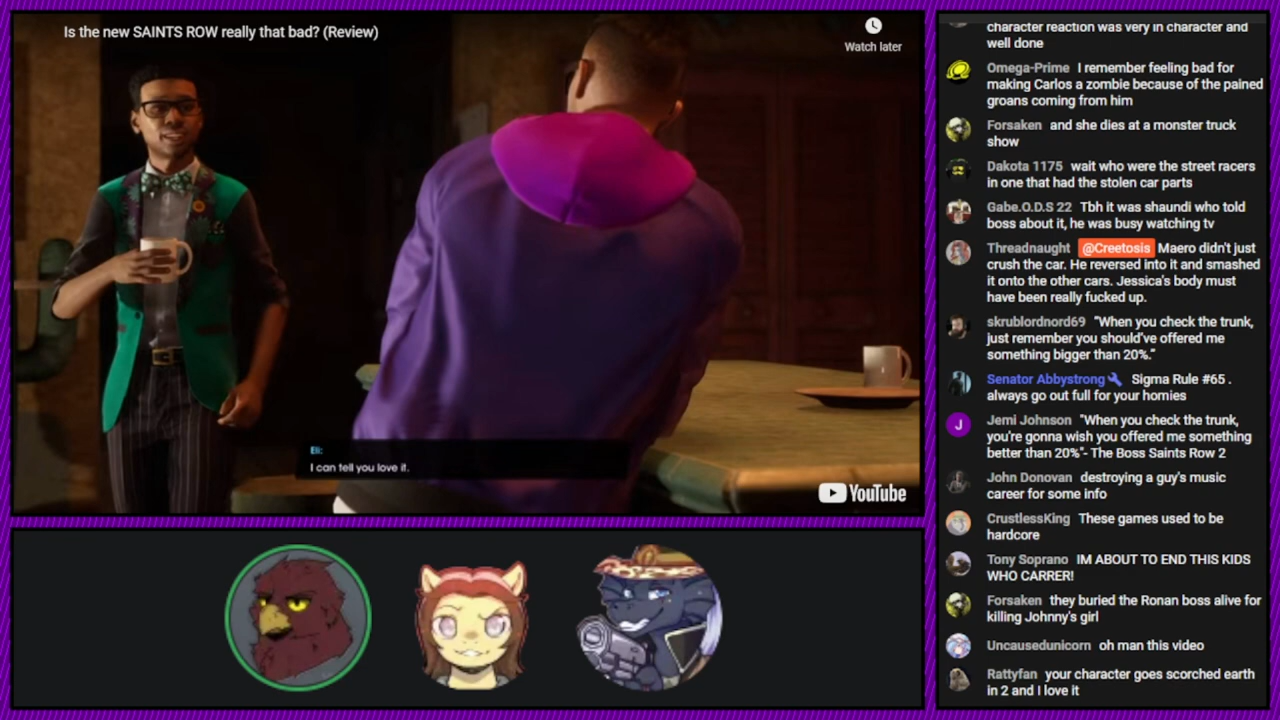 Is the new SAINTS ROW really that bad? (Review)
Watch later
Eli:
I can tell you love it.
YouTube
character reaction was very in character and
well done
Omega-Prime I remember feeling bad for
making Carlos a zombie because of the pained
groans coming from him
Forsaken and she dies at a monster truck
show
Dakota 1175 wait who were the street racers
in one that had the stolen car parts
Gabe.O.D.S 22 Tbh it was shaundi who told
boss about it, he was busy watching tv
Threadnaught @Creetosis Maero didn't just
crush the car. He reversed into it and smashed
it onto the other cars. Jessica's body must
have been really fucked up.
skrublordnord69 "When you check the trunk,
just remember you should've offered me
something bigger than 20%."
Senator Abbystrong Sigma Rule #65 .
always go out full for your homies
J
Jemi Johnson "When you check the trunk,
you're gonna wish you offered me something
better than 20%"- The Boss Saints Row 2
John Donovan destroying a guy's music
career for some info
CrustlessKing These games used to be
hardcore
Tony Soprano IM ABOUT TO END THIS KIDS
WHO CARRER!
Forsaken they buried the Ronan boss alive for
killing Johnny's girl
Uncausedunicorn oh man this video
Rattyfan your character goes scorched earth
in 2 and I love it